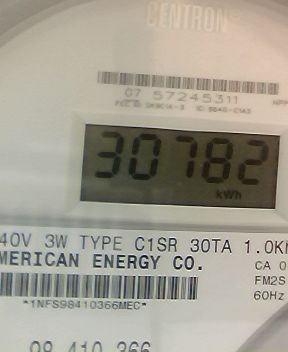 CENTRON®
07 57245311
30782
kWh
40V 3W TYPE C1SR 30TA 1.0K
MERICAN ENERGY CO.
CA 0
FM2S
60Hz
*1NFS98410366MEC*
98 410 366